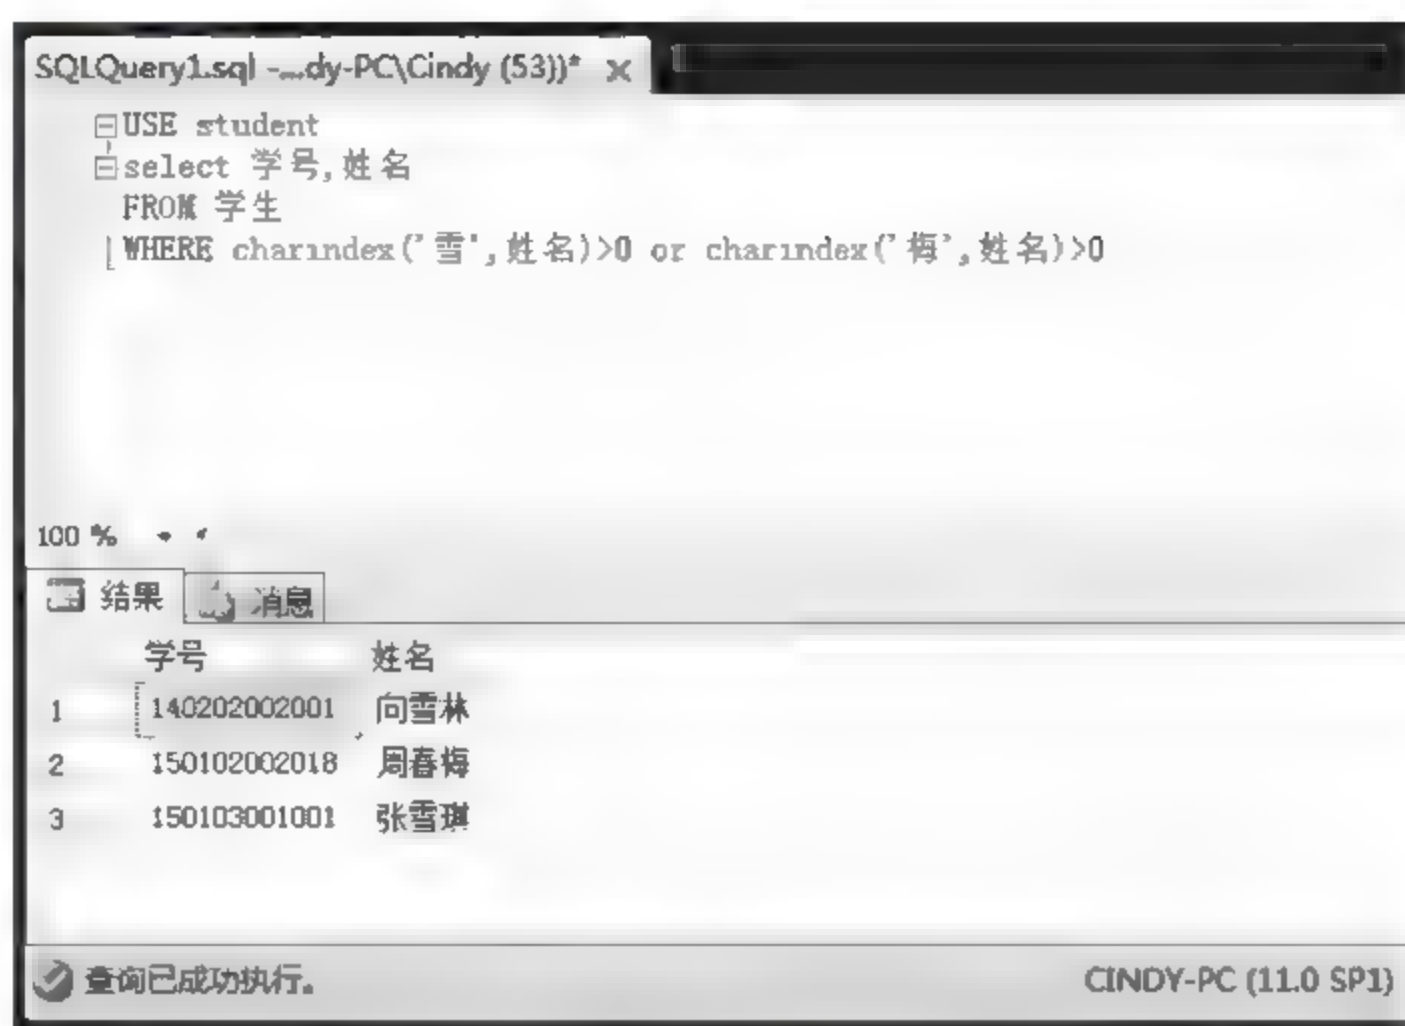 SQLQuery1.sql -...dy-PC\Cindy (53))* ×
USE student
select 学号,姓名
FROM 学生
WHERE charindex('雪',姓名)>0 or charindex('梅',姓名)>0
100 %
结果 消息
学号 姓名
1 140202002001 向雪林
2 150102002018 周春梅
3 150103001001 张雪琪
查询已成功执行。 CINDY-PC (11.0 SP1)